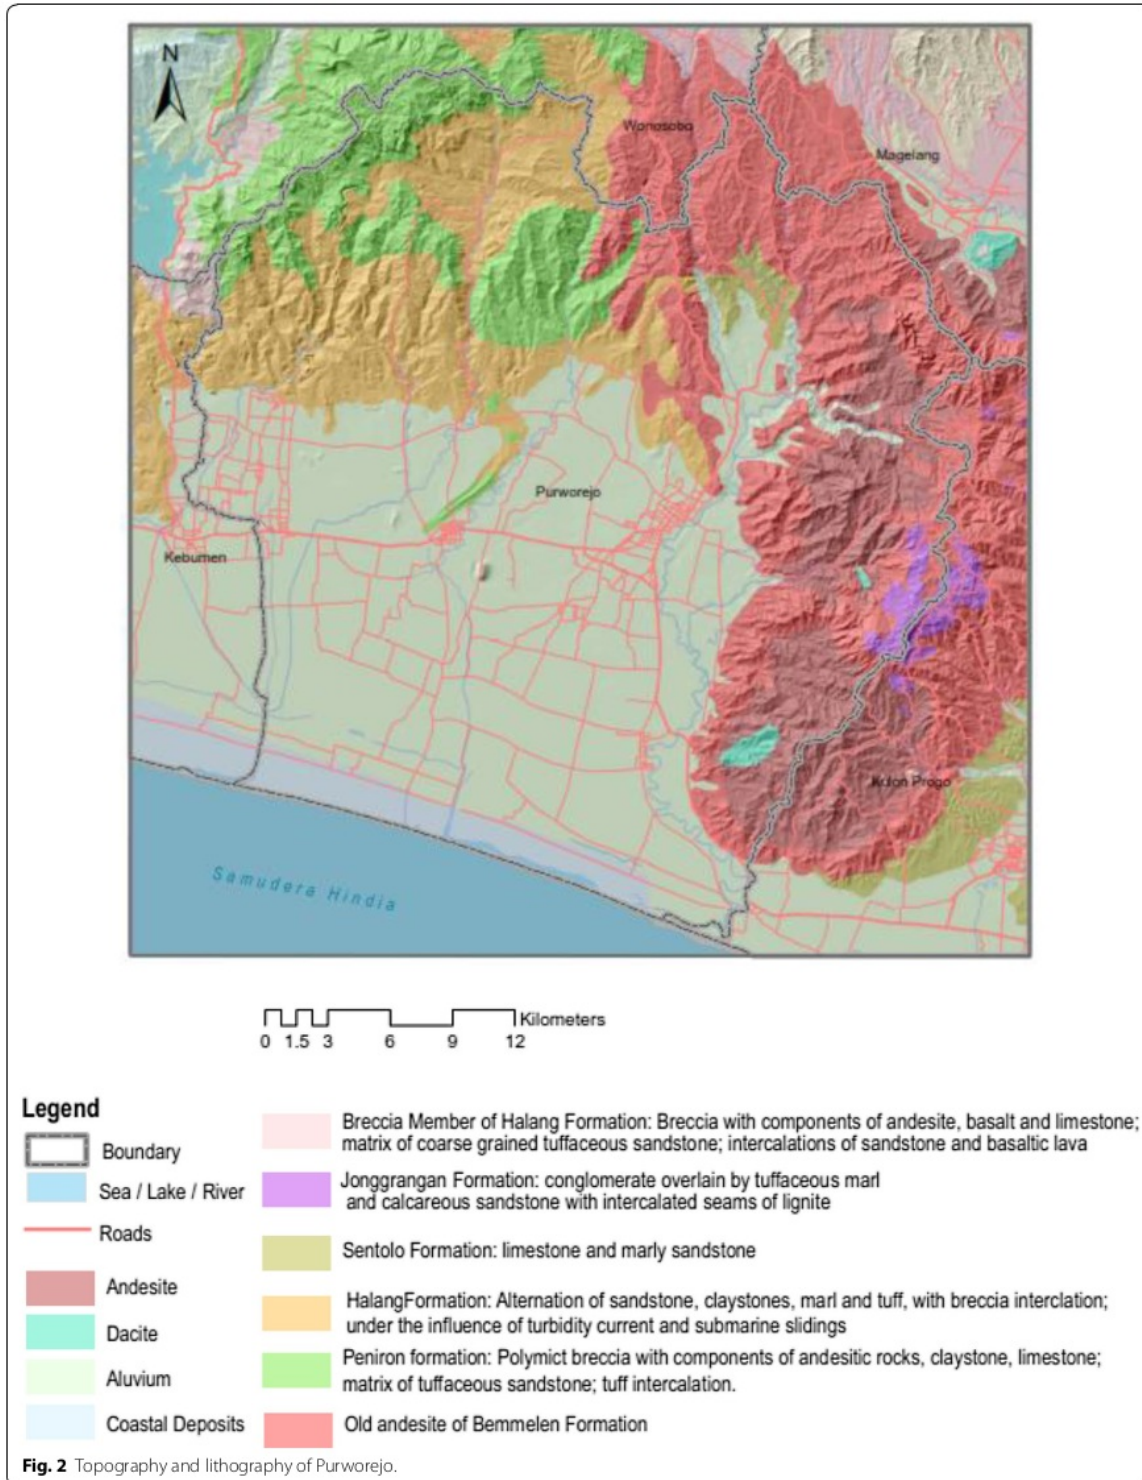 N
Wonosobo
Magelang
Purworejo
Kebumen
Kulon Progo
Samudera Hindia
Kilometers
0 1.5 3 6 9 12
Legend
Boundary
Sea / Lake / River
Roads
Andesite
Dacite
Aluvium
Coastal Deposits
Breccia Member of Halang Formation: Breccia with components of andesite, basalt and limestone;
matrix of coarse grained tuffaceous sandstone; intercalations of sandstone and basaltic lava
Jonggrangan Formation: conglomerate overlain by tuffaceous marl
and calcareous sandstone with intercalated seams of lignite
Sentolo Formation: limestone and marly sandstone
HalangFormation: Alternation of sandstone, claystones, marl and tuff, with breccia interclation;
under the influence of turbidity current and submarine slidings
Peniron formation: Polymict breccia with components of andesitic rocks, claystone, limestone;
matrix of tuffaceous sandstone; tuff intercalation.
Old andesite of Bemmelen Formation
Fig. 2 Topography and lithography of Purworejo.